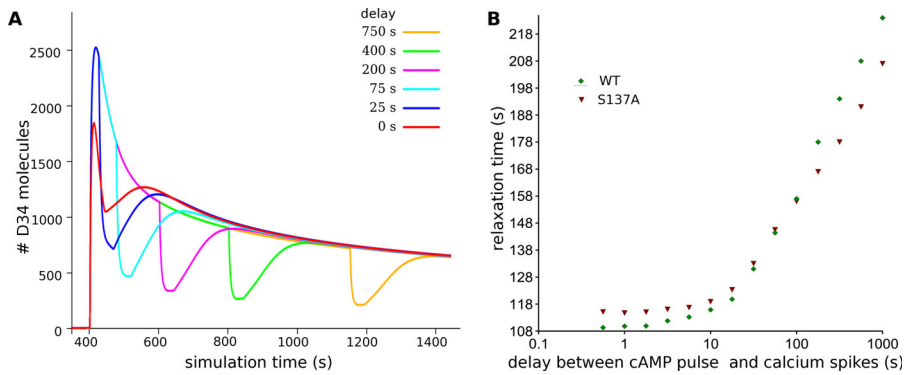 A
# D34 molecules
2500
2000
1500
1000
500
0
400
600
800
1000
1200
1400
simulation time (s)
delay
750 s
400 s
200 s
75 s
25 s
0 s
B
relaxation time (s)
218
208
198
188
178
168
158
148
138
128
118
108
0.1
1
10
100
1000
delay between cAMP pulse and calcium spikes (s)
WT
S137A